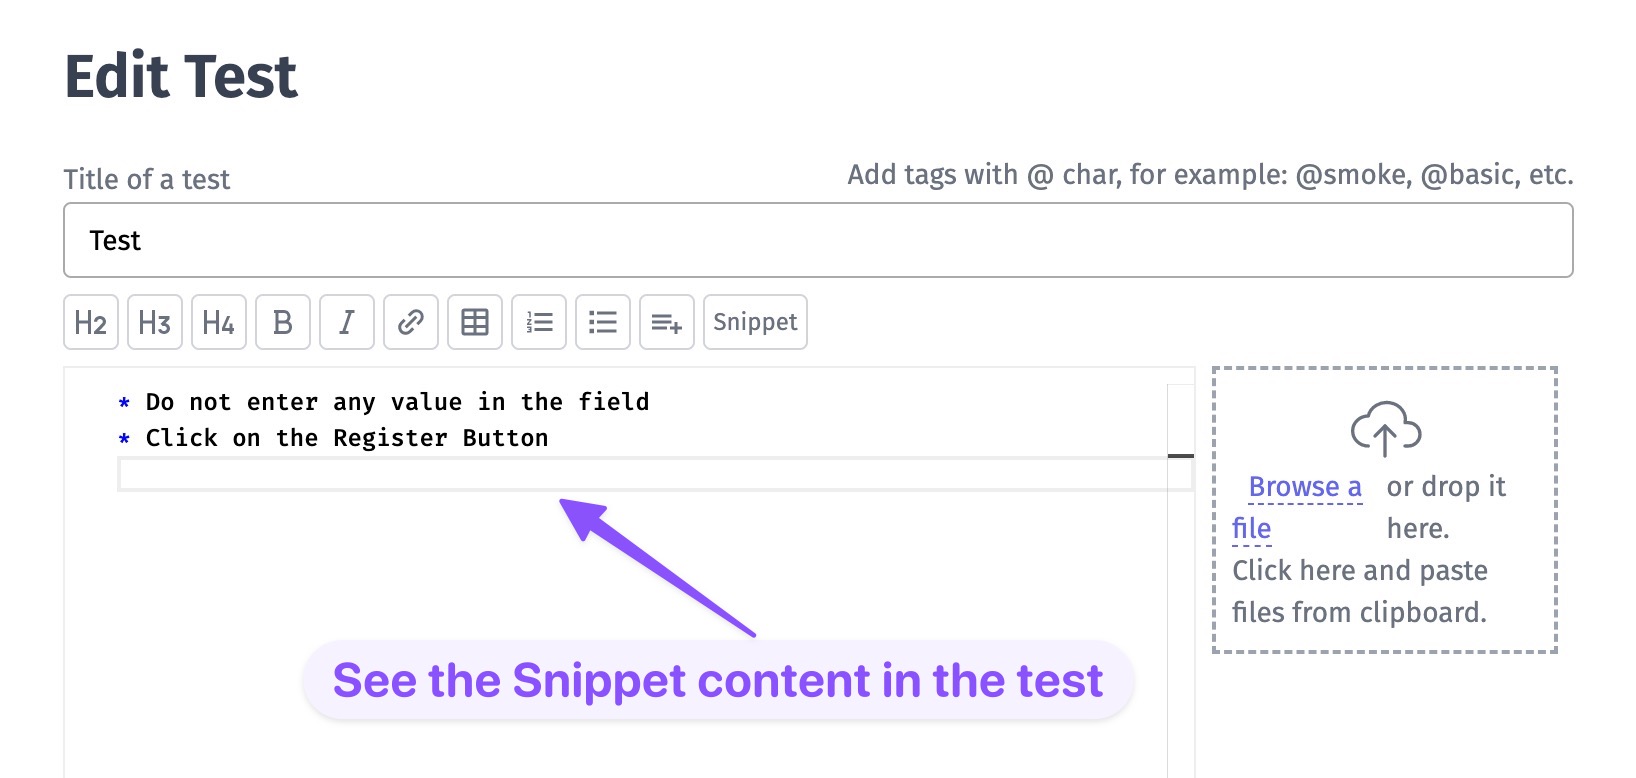 Edit Test
Title of a test
Add tags with @ char, for example: @smoke, @basic, etc.
Test
H2 H3 H4 B I Snippet
* Do not enter any value in the field
* Click on the Register Button
See the Snippet content in the test
Browse a file or drop it here.
Click here and paste
files from clipboard.